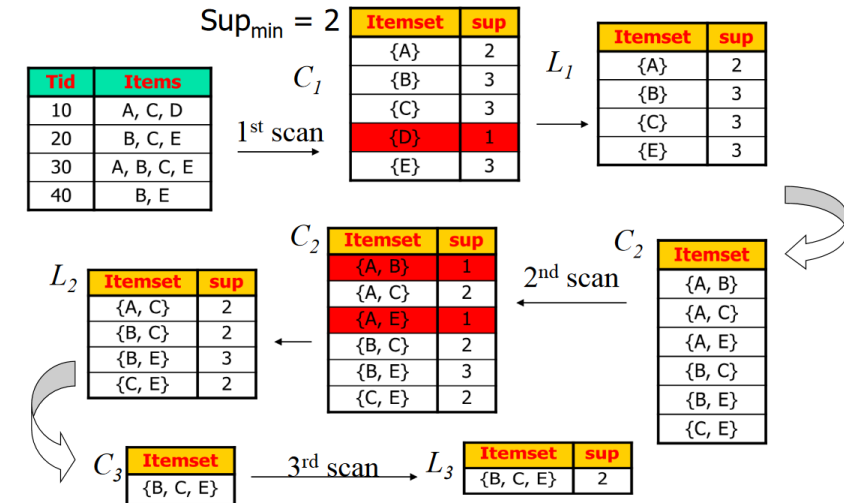 Sup_min = 2
Tid Items
10 A, C, D
20 B, C, E
30 A, B, C, E
40 B, E
1st scan
C1
Itemset sup
{A} 2
{B} 3
{C} 3
{D} 1
{E} 3
L1
Itemset sup
{A} 2
{B} 3
{C} 3
{E} 3
C2
Itemset
{A, B}
{A, C}
{A, E}
{B, C}
{B, E}
{C, E}
2nd scan
C2
Itemset sup
{A, B} 1
{A, C} 2
{A, E} 1
{B, C} 2
{B, E} 3
{C, E} 2
L2
Itemset sup
{A, C} 2
{B, C} 2
{B, E} 3
{C, E} 2
C3
Itemset
{B, C, E}
3rd scan
L3
Itemset sup
{B, C, E} 2